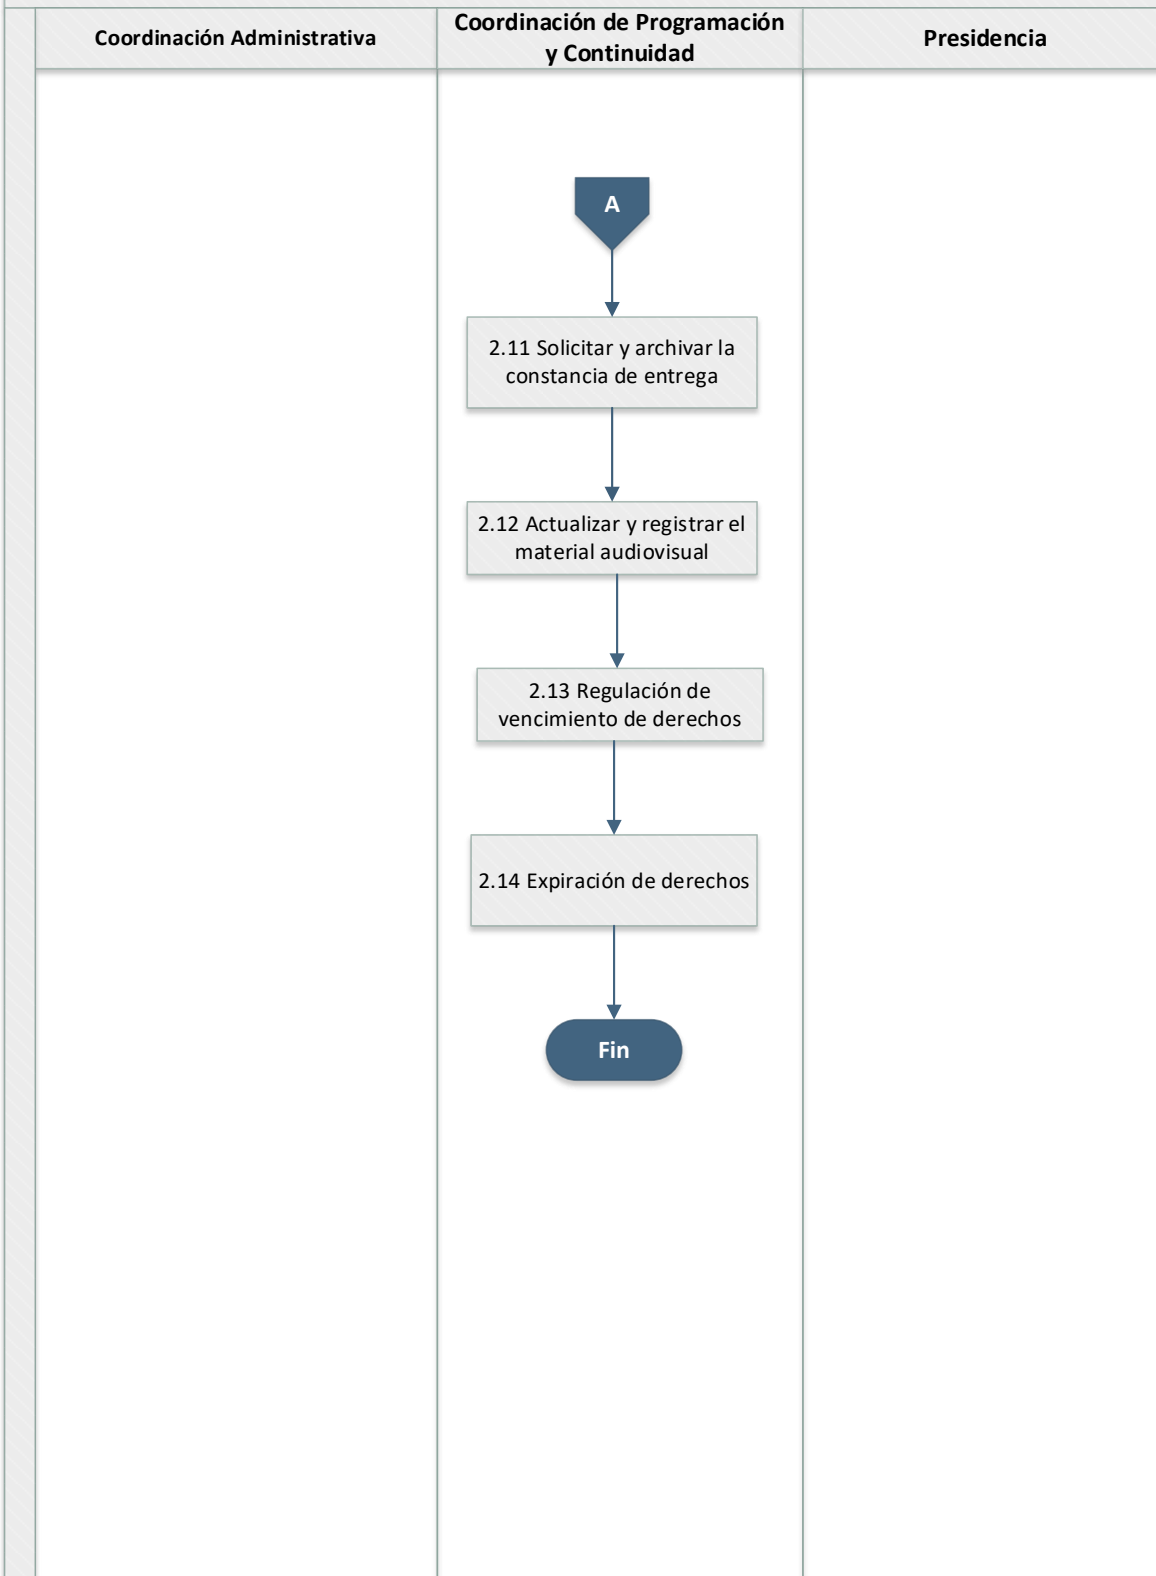 Coordinación Administrativa
Coordinación de Programación
y Continuidad
Presidencia
A
2.11 Solicitar y archivar la
constancia de entrega
2.12 Actualizar y registrar el
material audiovisual
2.13 Regulación de
vencimiento de derechos
2.14 Expiración de derechos
Fin